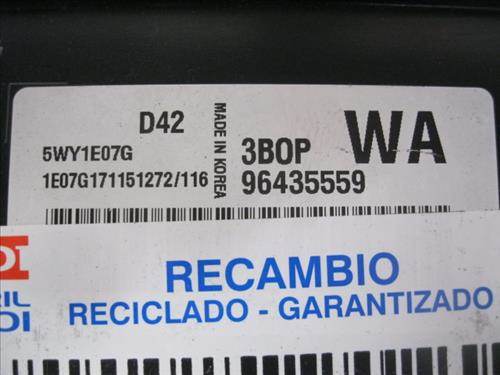 D42
MADE IN KOREA
WA
5WY1E07G
3BOP
1E07G171151272/116
96435559
RECAMBIO
RECICLADO - GARANTIZADO